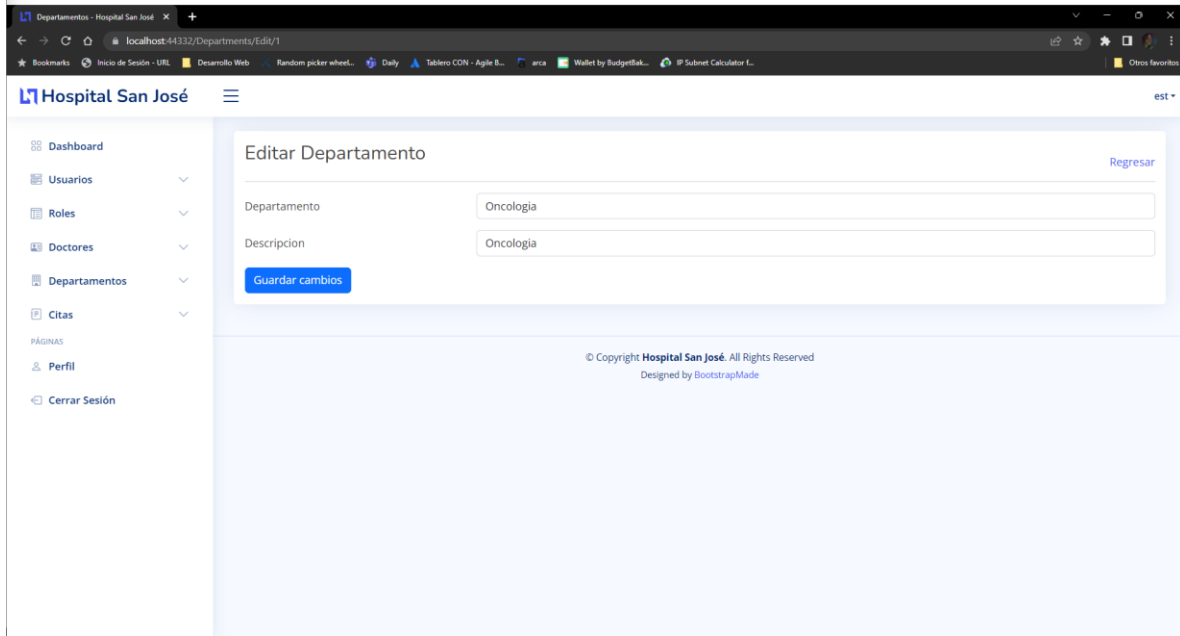 Departamentos - Hospital San José
localhost:44332/Departments/Edit/1
Bookmarks Inicio de Sesión - URL Desarrollo Web Random picker wheel... Daily Tablero CON - Agile B... arca Wallet by BudgetBak... IP Subnet Calculator f... Otros favoritos
Hospital San José est
Dashboard
Usuarios
Roles
Doctores
Departamentos
Citas
PÁGINAS
Perfil
Cerrar Sesión
Editar Departamento
Regresar
Departamento Oncologia
Descripcion Oncologia
Guardar cambios
© Copyright Hospital San José. All Rights Reserved
Designed by BootstrapMade